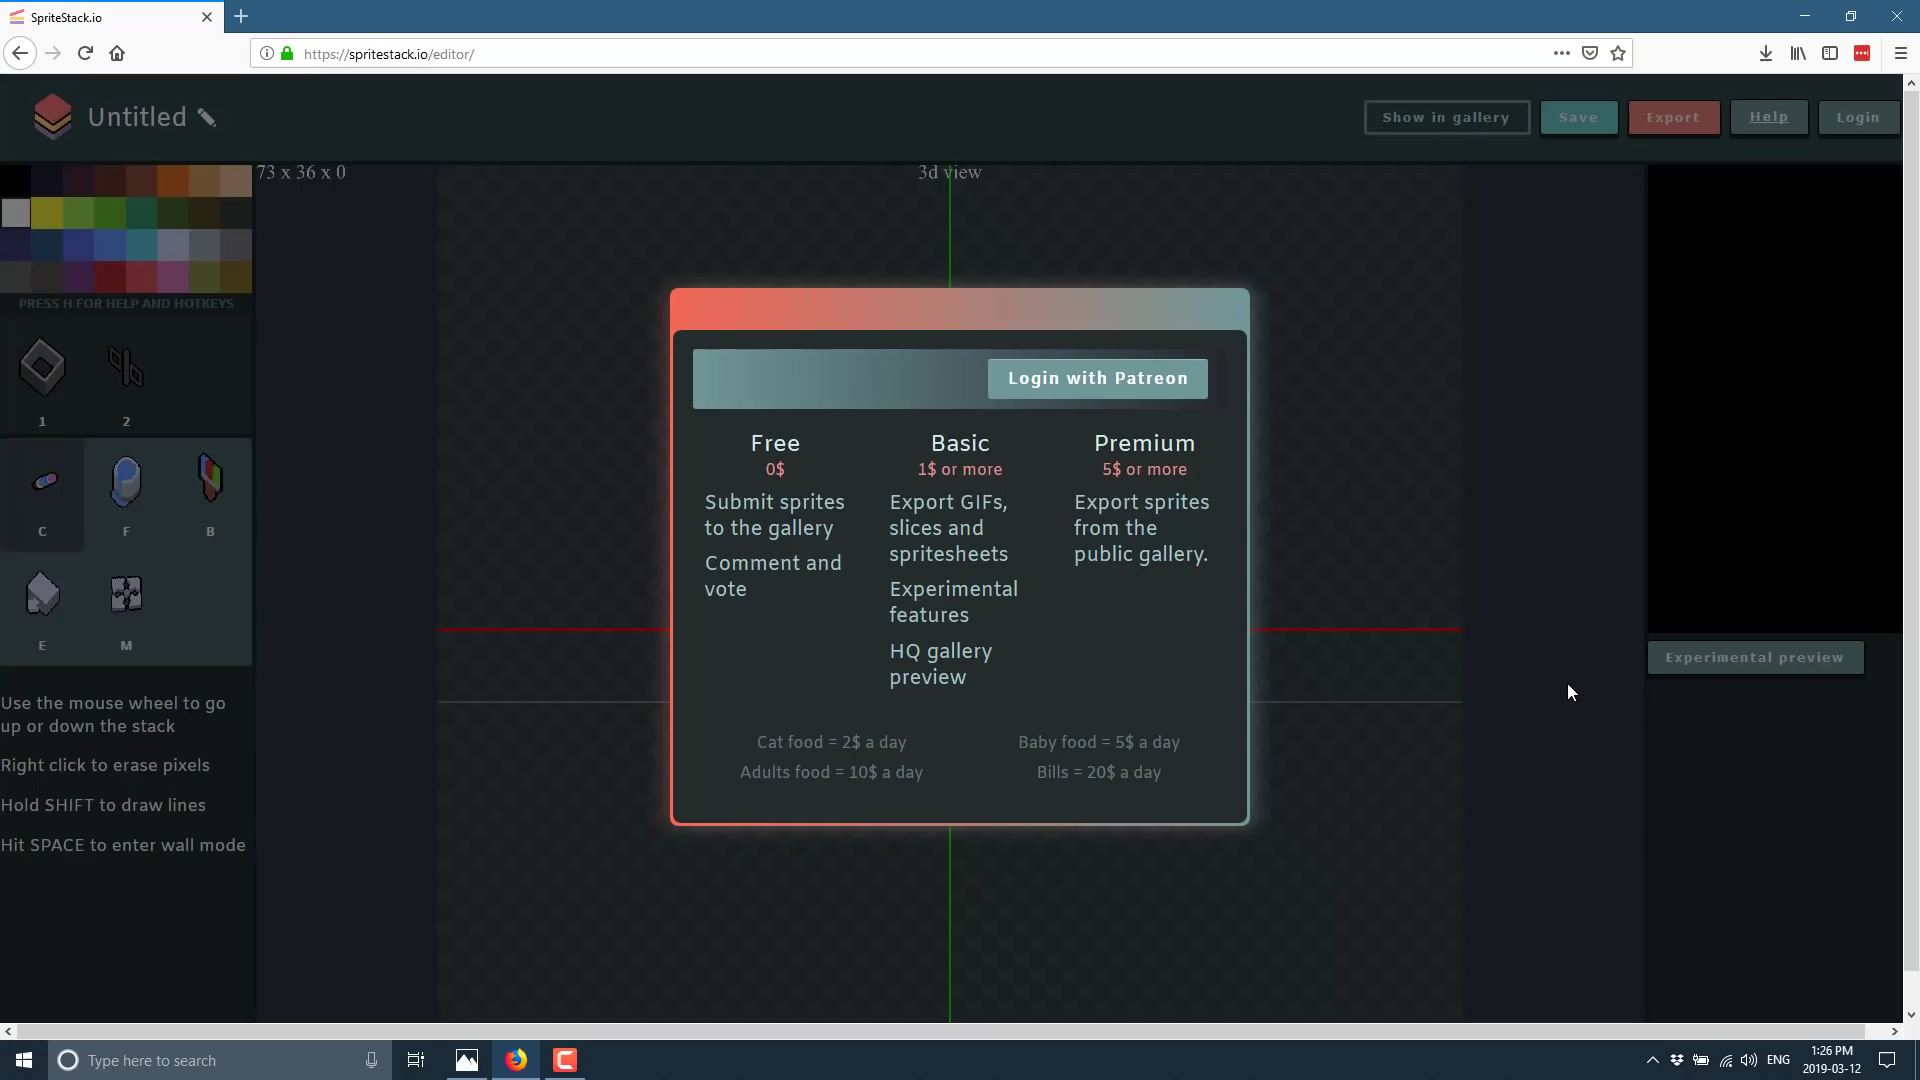 SpriteStack.io
https://spritestack.io/editor/
Untitled
Show in gallery
Save
Export
Help
Login
73 x 36 x 0
3d view
PRESS H FOR HELP AND HOTKEYS
1
2
C
F
B
E
M
Use the mouse wheel to go
up or down the stack
Right click to erase pixels
Hold SHIFT to draw lines
Hit SPACE to enter wall mode
Login with Patreon
Free
0$
Submit sprites
to the gallery
Comment and
vote
Basic
1$ or more
Export GIFs,
slices and
spritesheets
Experimental
features
HQ gallery
preview
Premium
5$ or more
Export sprites
from the
public gallery.
Cat food = 2$ a day
Baby food = 5$ a day
Adults food = 10$ a day
Bills = 20$ a day
Experimental preview
Type here to search
ENG
1:26 PM
2019-03-12